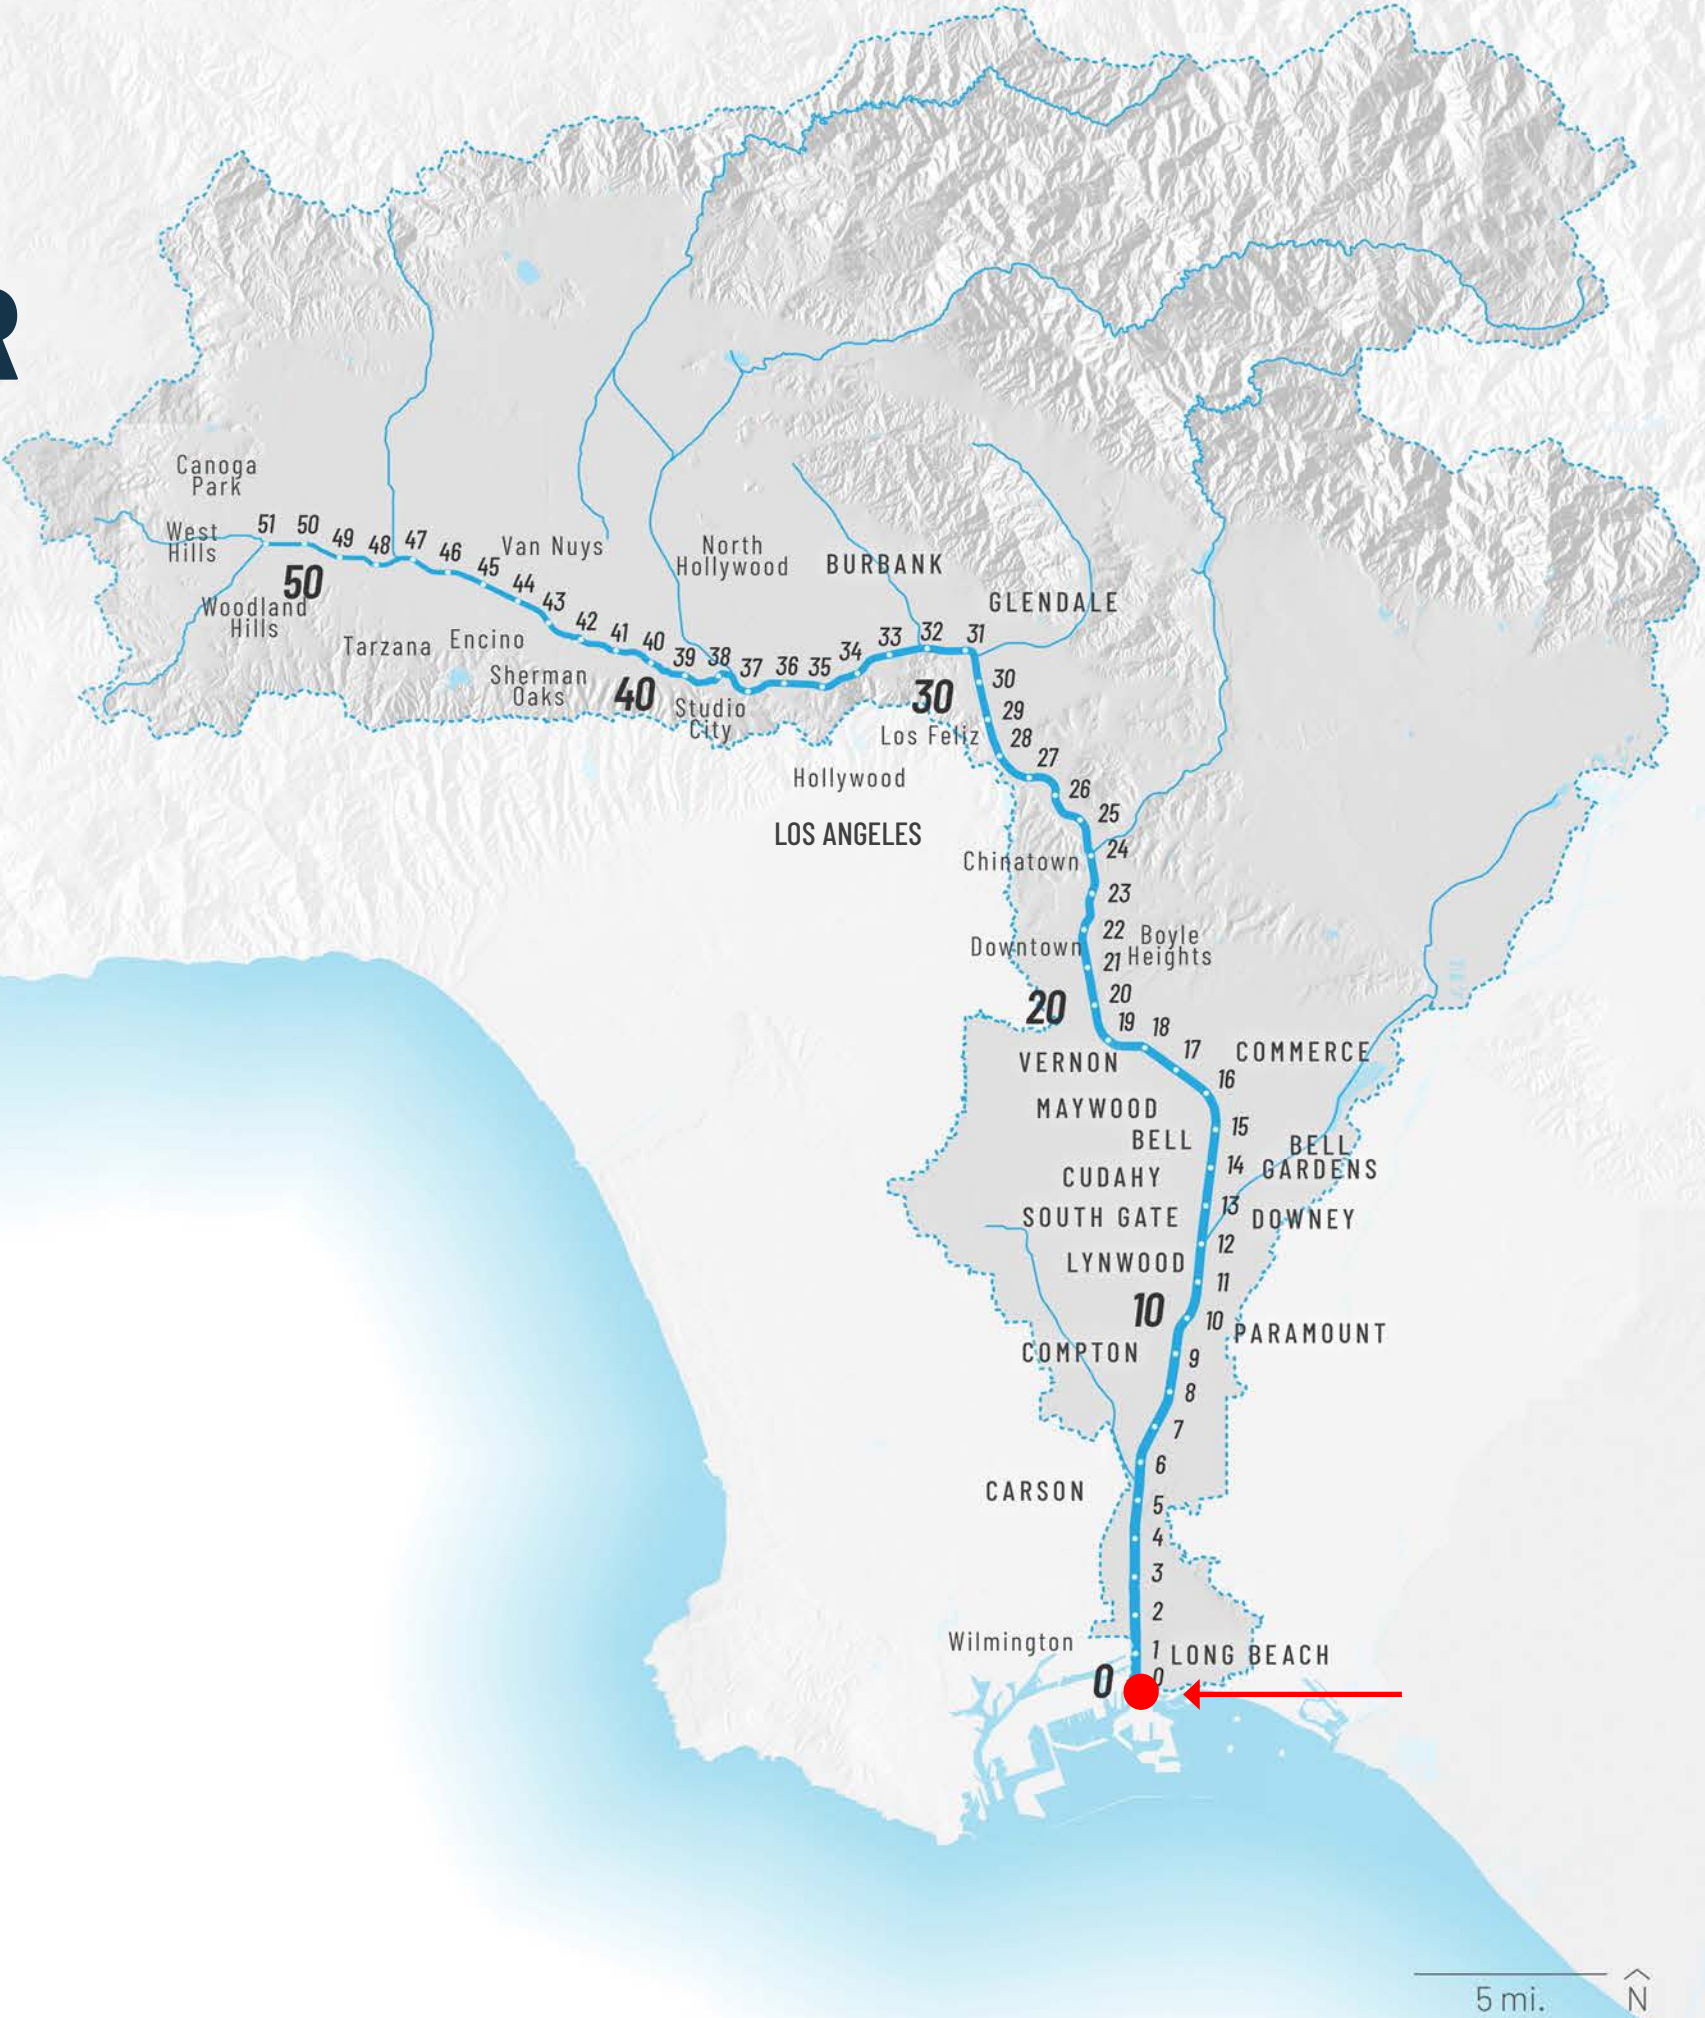 R
Canoga
Park
West
Hills
51
50
49
48
47
46
45
44
43
42
41
40
39
38
37
36
35
34
33
32
31
50
Woodland
Hills
Tarzana
Encino
Van Nuys
Sherman
Oaks
40
Studio
City
North
Hollywood
BURBANK
GLENDALE
30
Los Feliz
Hollywood
LOS ANGELES
30
29
28
27
26
25
24
Chinatown
23
22
Boyle
Heights
Downtown
21
20
20
19
18
17
16
VERNON
COMMERCE
MAYWOOD
BELL
15
BELL
GARDENS
14
CUDAHY
13
SOUTH GATE
DOWNEY
12
LYNWOOD
11
10
10
PARAMOUNT
COMPTON
9
8
7
6
CARSON
5
4
3
2
Wilmington
1
LONG BEACH
0
0
5 mi.
N